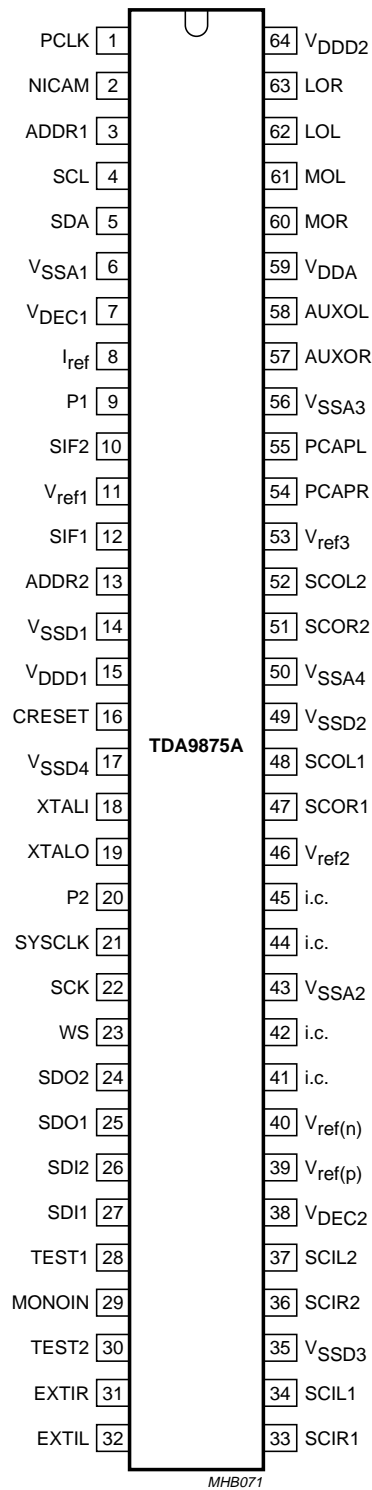 PCLK 1 64 VDDD2
NICAM 2 63 LOR
ADDR1 3 62 LOL
SCL 4 61 MOL
SDA 5 60 MOR
VSSA1 6 59 VDDA
VDEC1 7 58 AUXOL
Iref 8 57 AUXOR
P1 9 56 VSSA3
SIF2 10 55 PCAPL
Vref1 11 54 PCAPR
SIF1 12 53 Vref3
ADDR2 13 52 SCOL2
VSSD1 14 51 SCOR2
VDDD1 15 50 VSSA4
CRESET 16 49 VSSD2
TDA9875A
VSSD4 17 48 SCOL1
XTALI 18 47 SCOR1
XTALO 19 46 Vref2
P2 20 45 i.c.
SYSCLK 21 44 i.c.
SCK 22 43 VSSA2
WS 23 42 i.c.
SDO2 24 41 i.c.
SDO1 25 40 Vref(n)
SDI2 26 39 Vref(p)
SDI1 27 38 VDEC2
TEST1 28 37 SCIL2
MONOIN 29 36 SCIR2
TEST2 30 35 VSSD3
EXTIR 31 34 SCIL1
EXTIL 32 33 SCIR1
MHB071